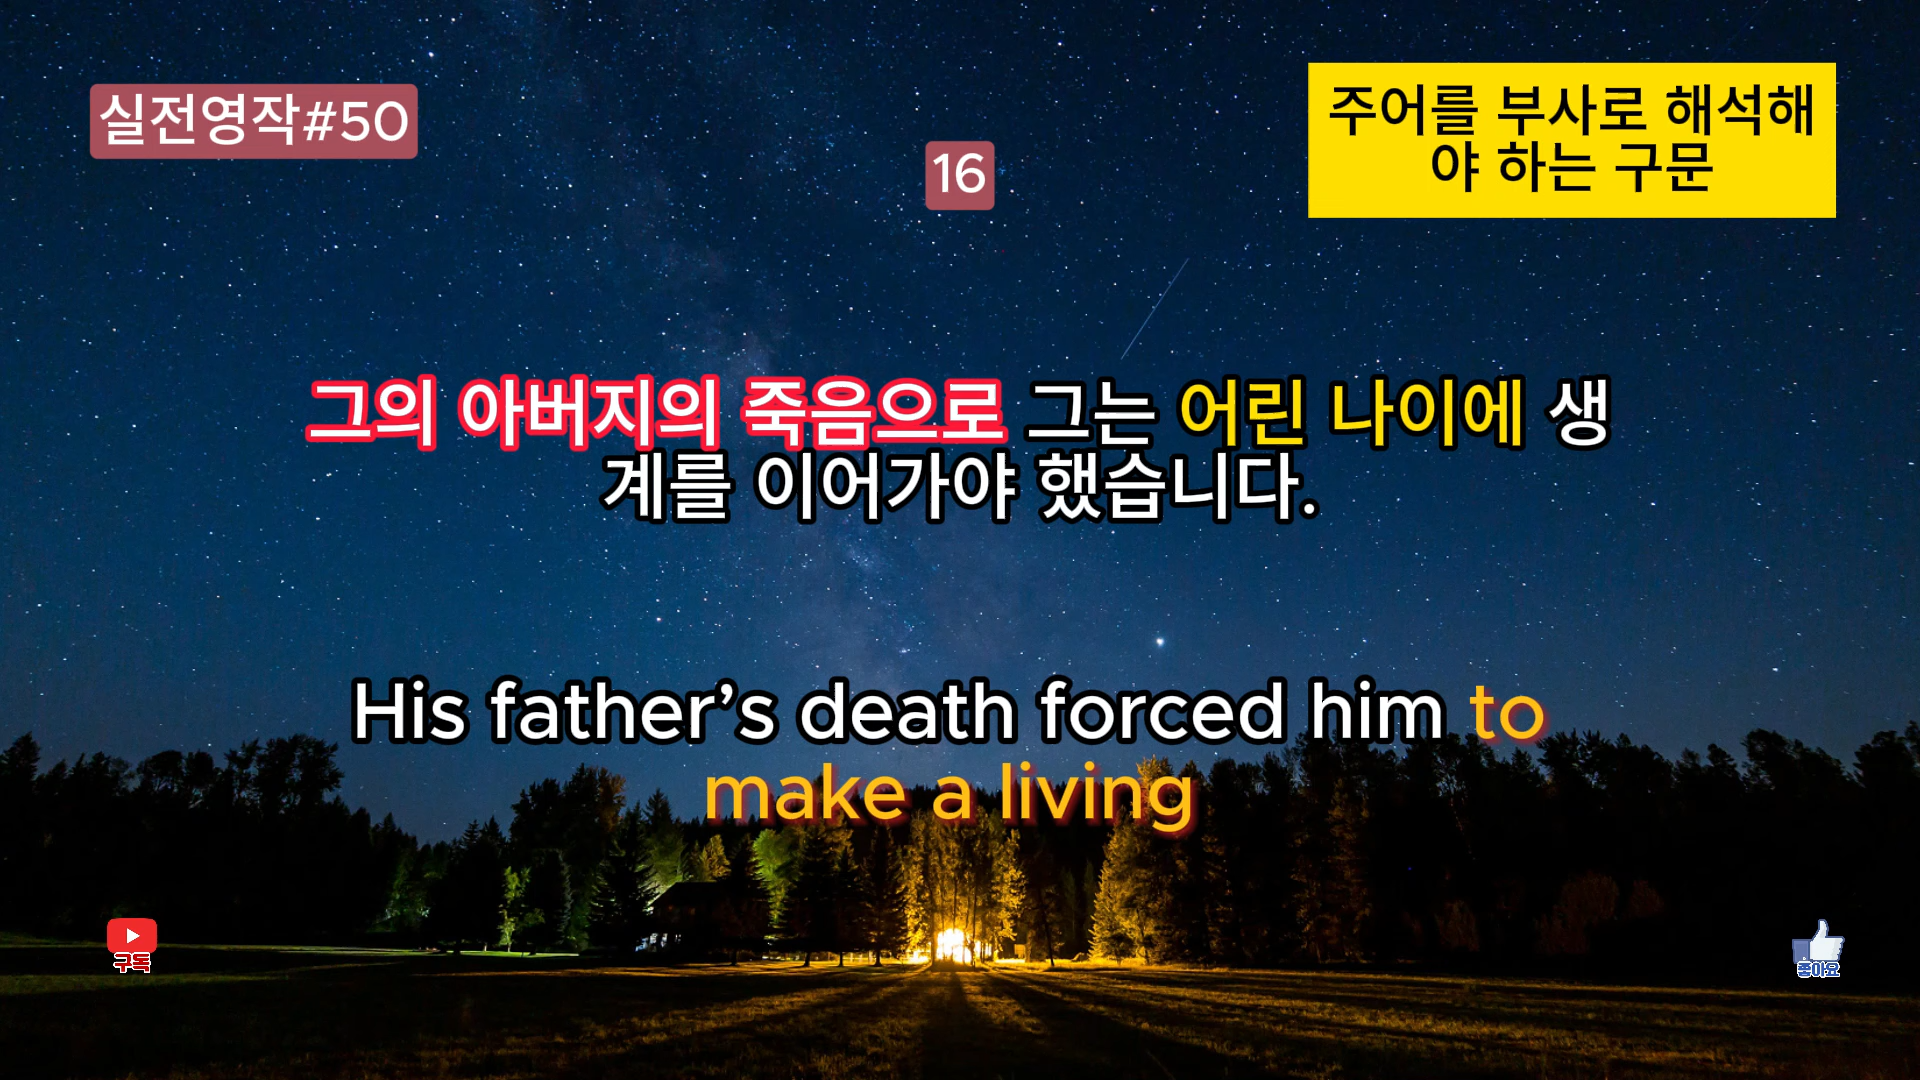 실전영작#50
16
주어를 부사로 해석해
야 하는 구문
그의 아버지의 죽음으로 그는 어린 나이에 생
계를 이어가야 했습니다.
His father’s death forced him to
make a living
구독
좋아요